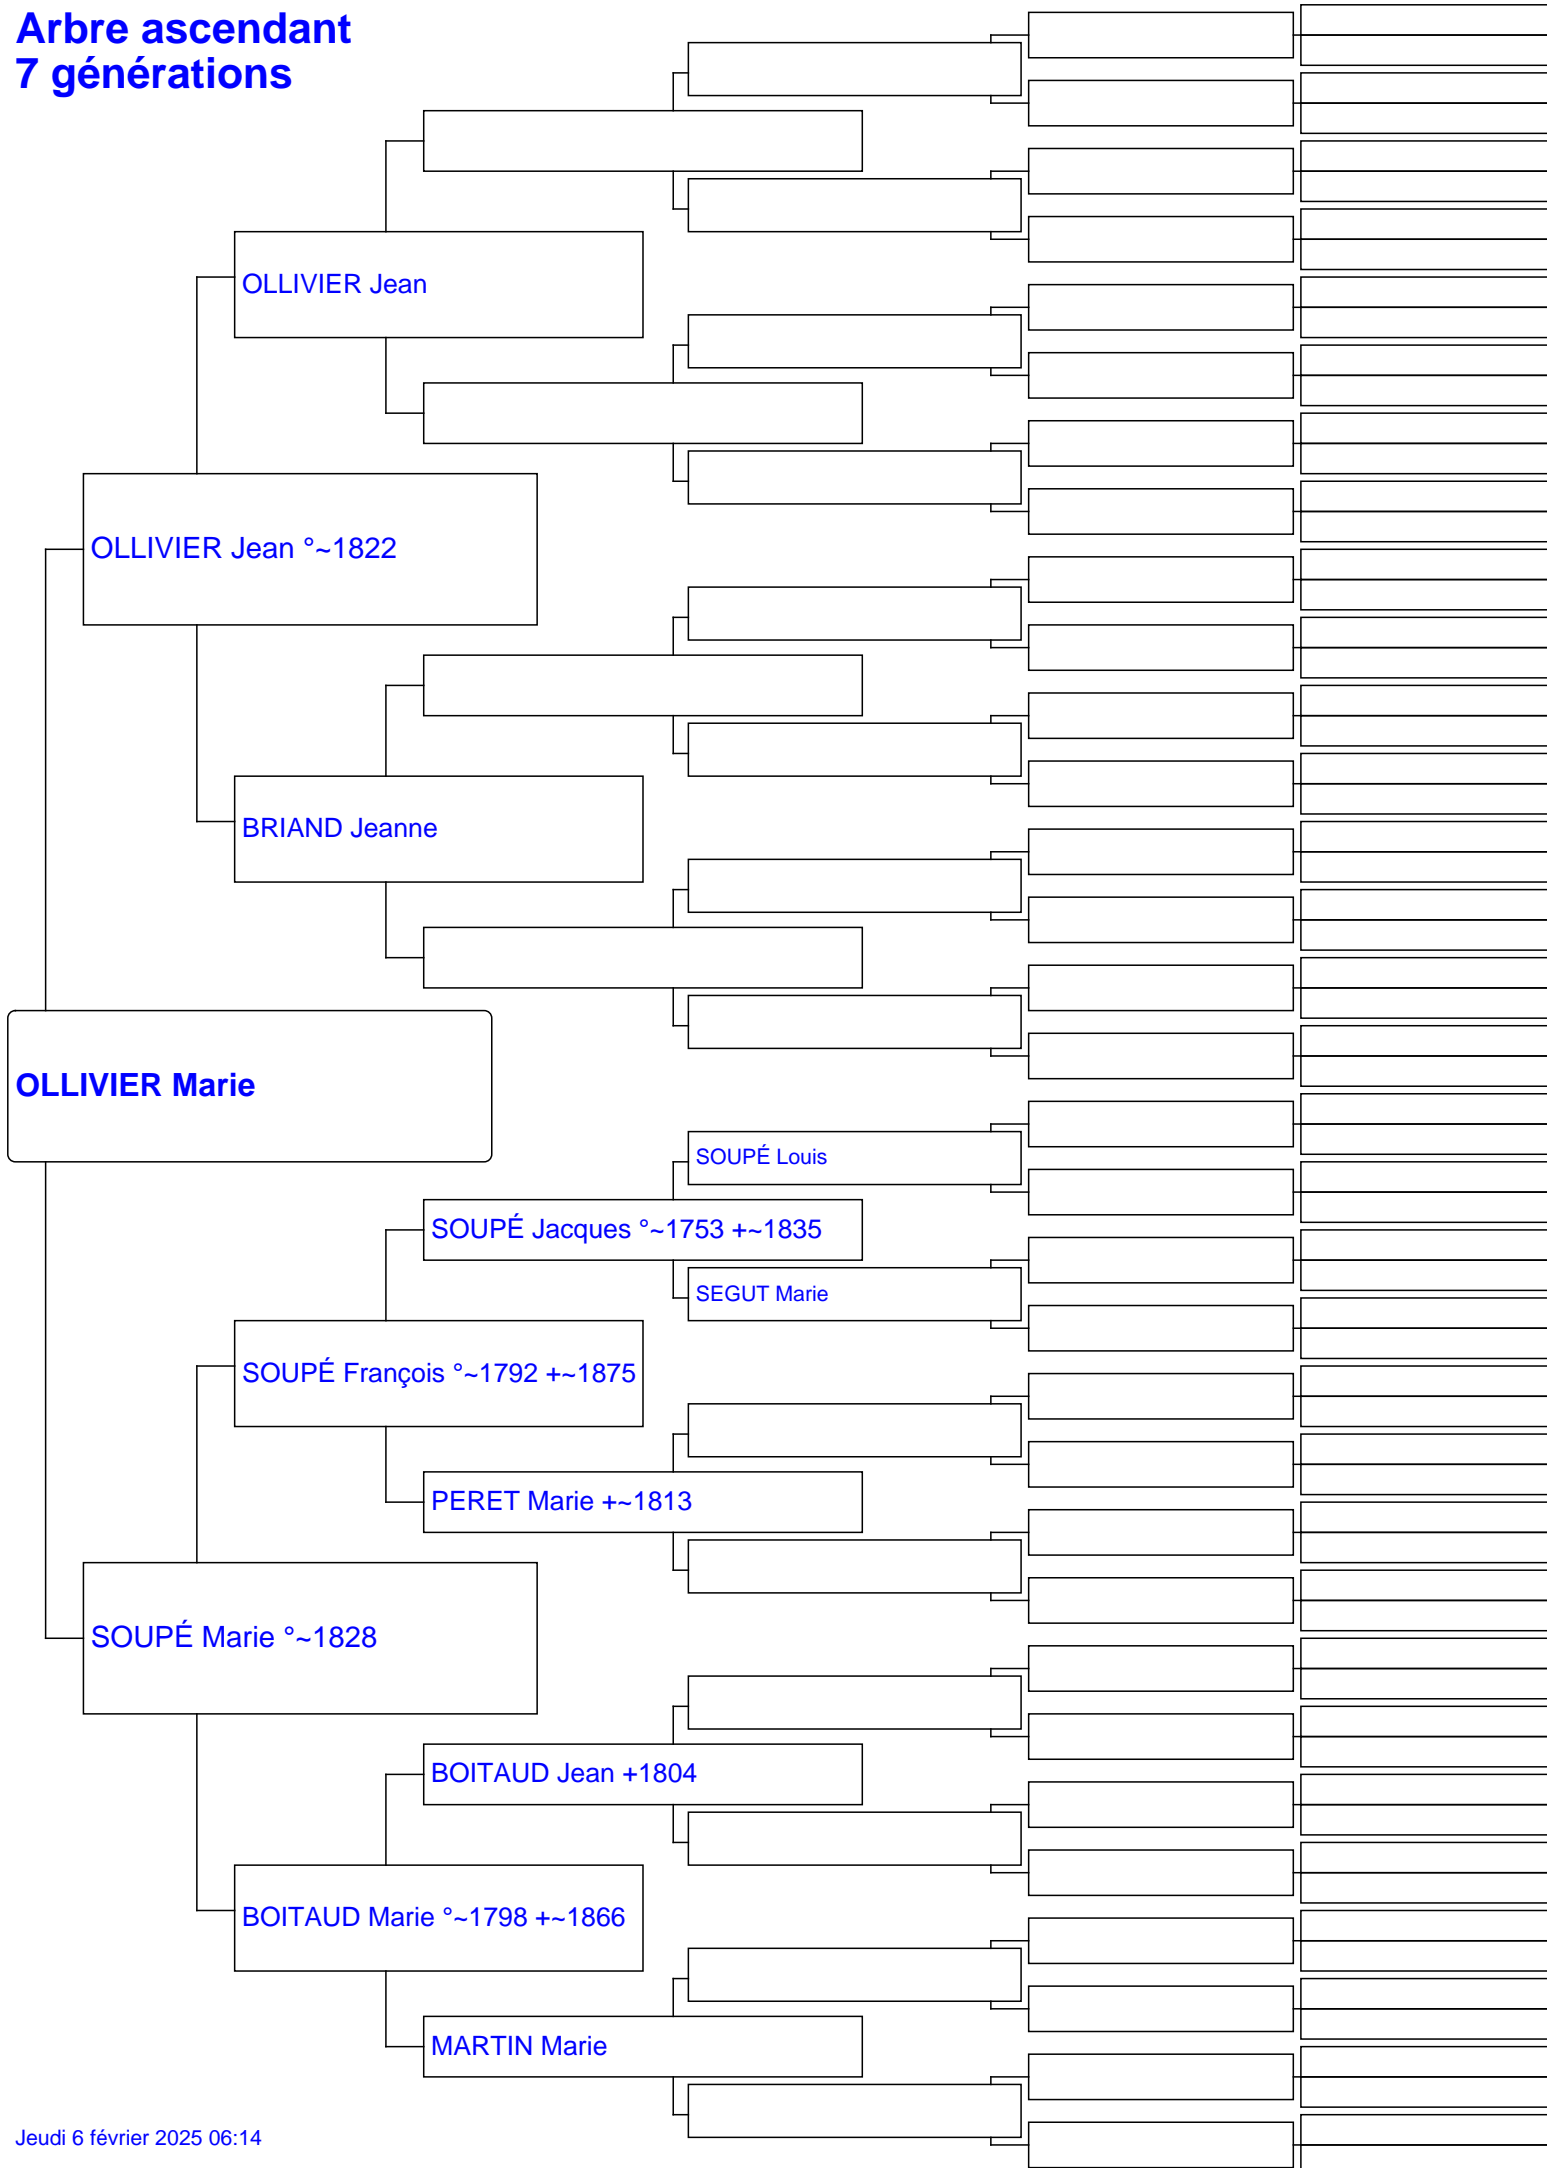 Arbre ascendant
7 générations
OLLIVIER Jean
OLLIVIER Jean °~1822
BRIAND Jeanne
OLLIVIER Marie
SOUPÉ Louis
SOUPÉ Jacques °~1753 +~1835
SEGUT Marie
SOUPÉ François °~1792 +~1875
PERET Marie +~1813
SOUPÉ Marie °~1828
BOITAUD Jean +1804
BOITAUD Marie °~1798 +~1866
MARTIN Marie
Jeudi 6 février 2025 06:14